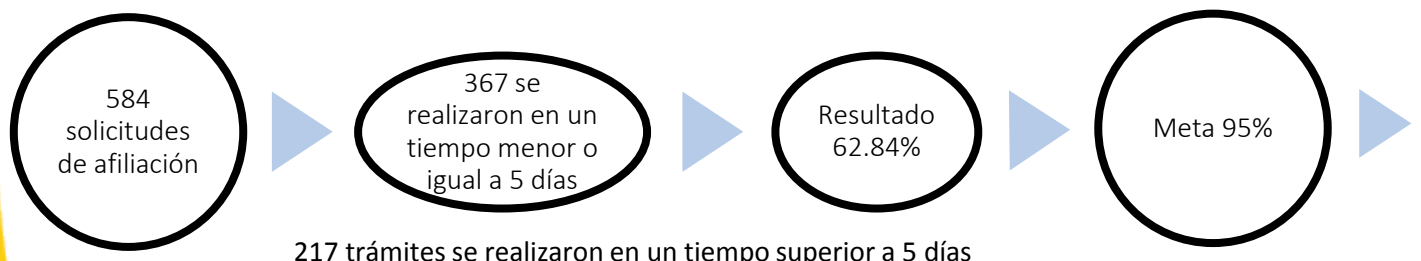 584
solicitudes
de afiliación
367 se
realizaron en un
tiempo menor o
igual a 5 días
Resultado
62.84%
Meta 95%
217 trámites se realizaron en un tiempo superior a 5 días